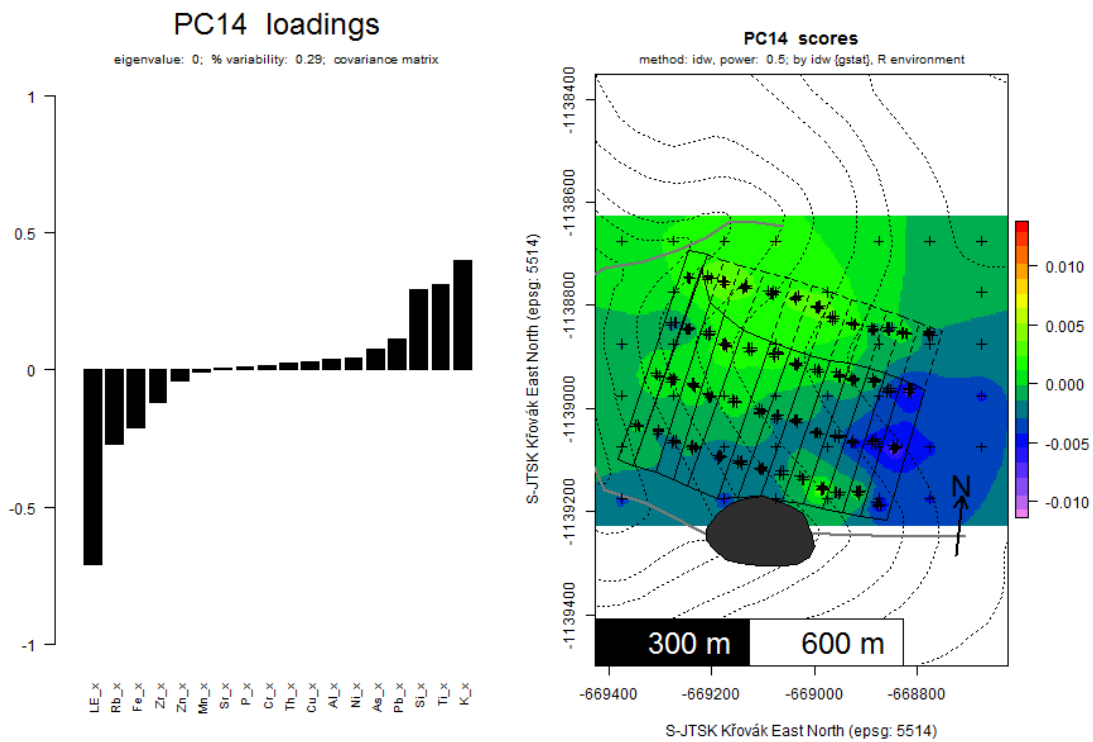 PC14 loadings
eigenvalue: 0; % variability: 0.29; covariance matrix
1
0.5
0
-0.5
-1
LE_x
Rb_x
Fe_x
Zr_x
Zn_x
Mn_x
Sr_x
P_x
Cr_x
Th_x
Cu_x
Al_x
Ni_x
As_x
Pb_x
Si_x
Ti_x
K_x
PC14 scores
method: idw, power: 0.5; by idw {gstat}, R environment
S-JTSK Křovák East North (epsg: 5514)
-1138400
-1138600
-1138800
-1139000
-1139200
-1139400
N
300 m
600 m
-669400
-669200
-669000
-668800
S-JTSK Křovák East North (epsg: 5514)
0.010
0.005
0.000
-0.005
-0.010